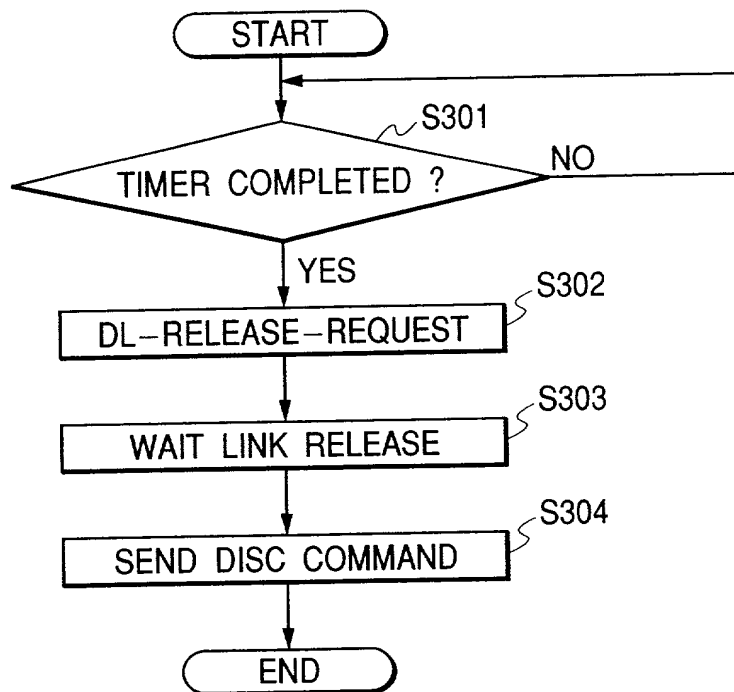 START
S301
TIMER COMPLETED ?
NO
YES
S302
DL-RELEASE-REQUEST
S303
WAIT LINK RELEASE
S304
SEND DISC COMMAND
END